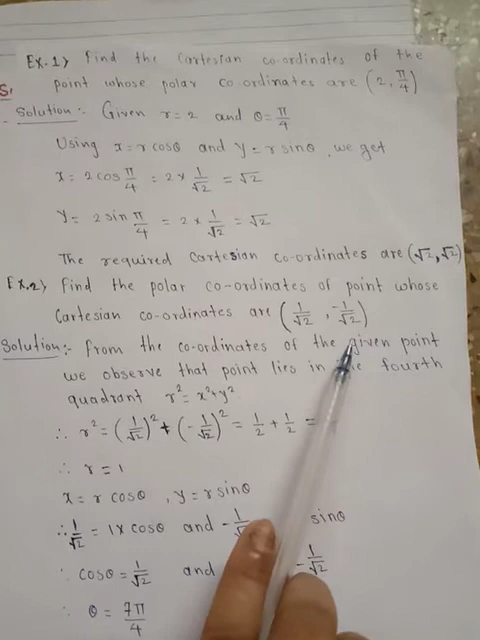 Ex.1) Find the Cartesian co-ordinates of the
S.
point whose polar co-ordinates are (2, π/4)
Solution:- Given r=2 and θ=π/4
Using x=r cosθ and y=r sinθ, we get
x= 2cos π/4 = 2×1/√2 = √2
y= 2sin π/4 = 2×1/√2 = √2
The required Cartesian co-ordinates are (√2,√2)
Ex.2) Find the polar co-ordinates of point whose
Cartesian co-ordinates are (1/√2, -1/√2)
Solution:- From the co-ordinates of the given point
we observe that point lies in the fourth
quadrant r²=x²+y²
∴ r²=(1/√2)²+(-1/√2)²= 1/2 + 1/2 =
∴ r=1
x=r cosθ, y=r sinθ
∴ 1/√2 = 1× cosθ and -1/√2 sinθ
∴ cosθ=1/√2 and -1/√2
∴ θ= 7π/4